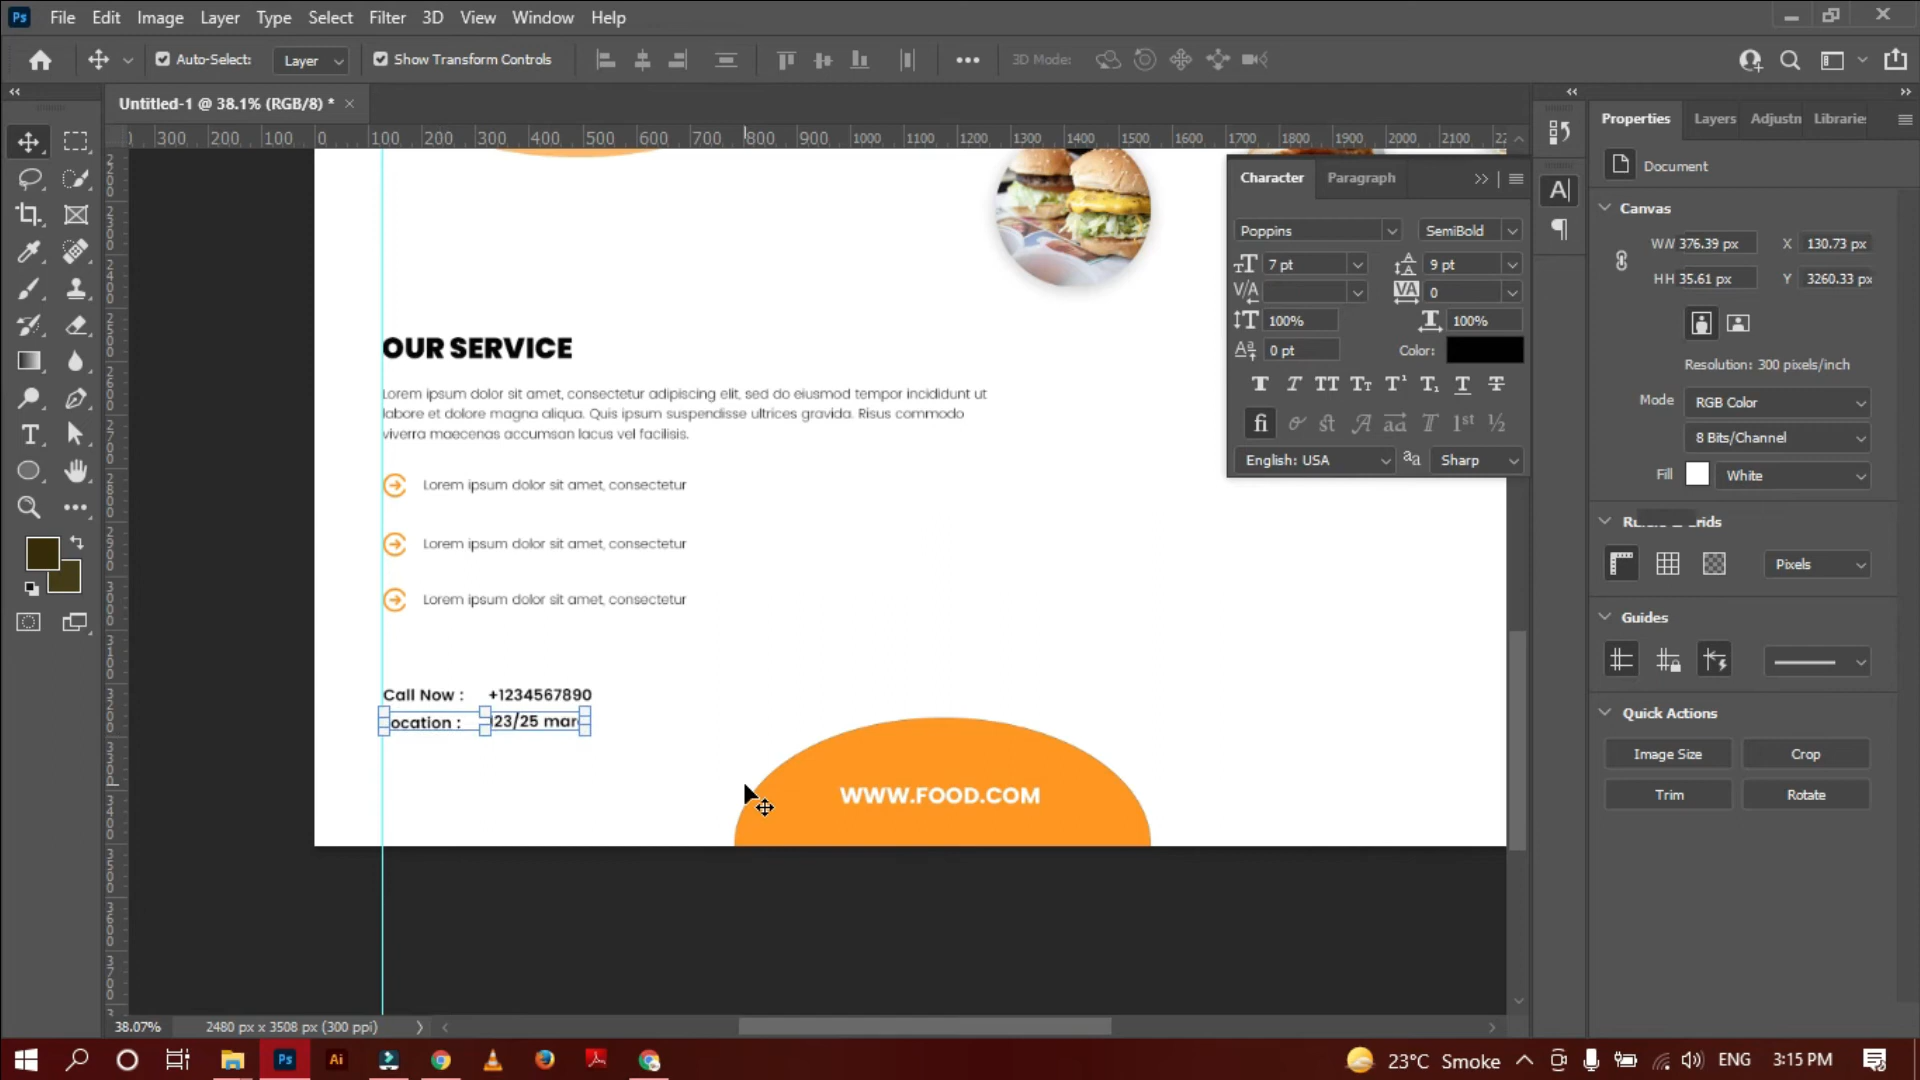 Ps File Edit Image Layer Type Select Filter 3D View Window Help
Auto-Select: Layer Show Transform Controls 3D Mode:
Untitled-1 @ 38.1% (RGB/8) *
300 200 100 0 100 200 300 400 500 600 700 800 900 1000 1100 1200 1300 1400 1500 1600 1700 1800 1900 2000 2100
Properties Layers Adjustn Librarie
Document
Canvas
W 376.39 px X 130.73 px
H 35.61 px Y 3260.33 px
Resolution: 300 pixels/inch
Mode RGB Color
8 Bits/Channel
Fill White
Pixels
Guides
Quick Actions
Image Size Crop
Trim Rotate
Character Paragraph
Poppins SemiBold
7 pt 9 pt
0
100% 100%
0 pt Color:
English: USA Sharp
OUR SERVICE
Lorem ipsum dolor sit amet, consectetur adipiscing elit, sed do eiusmod tempor incididunt ut
labore et dolore magna aliqua. Quis ipsum suspendisse ultrices gravida. Risus commodo
viverra maecenas accumsan lacus vel facilisis.
Lorem ipsum dolor sit amet, consectetur
Lorem ipsum dolor sit amet, consectetur
Lorem ipsum dolor sit amet, consectetur
Call Now : +1234567890
ocation : 123/25 mar
WWW.FOOD.COM
38.07% 2480 px x 3508 px (300 ppi)
Ps Ai 23°C Smoke ENG 3:15 PM